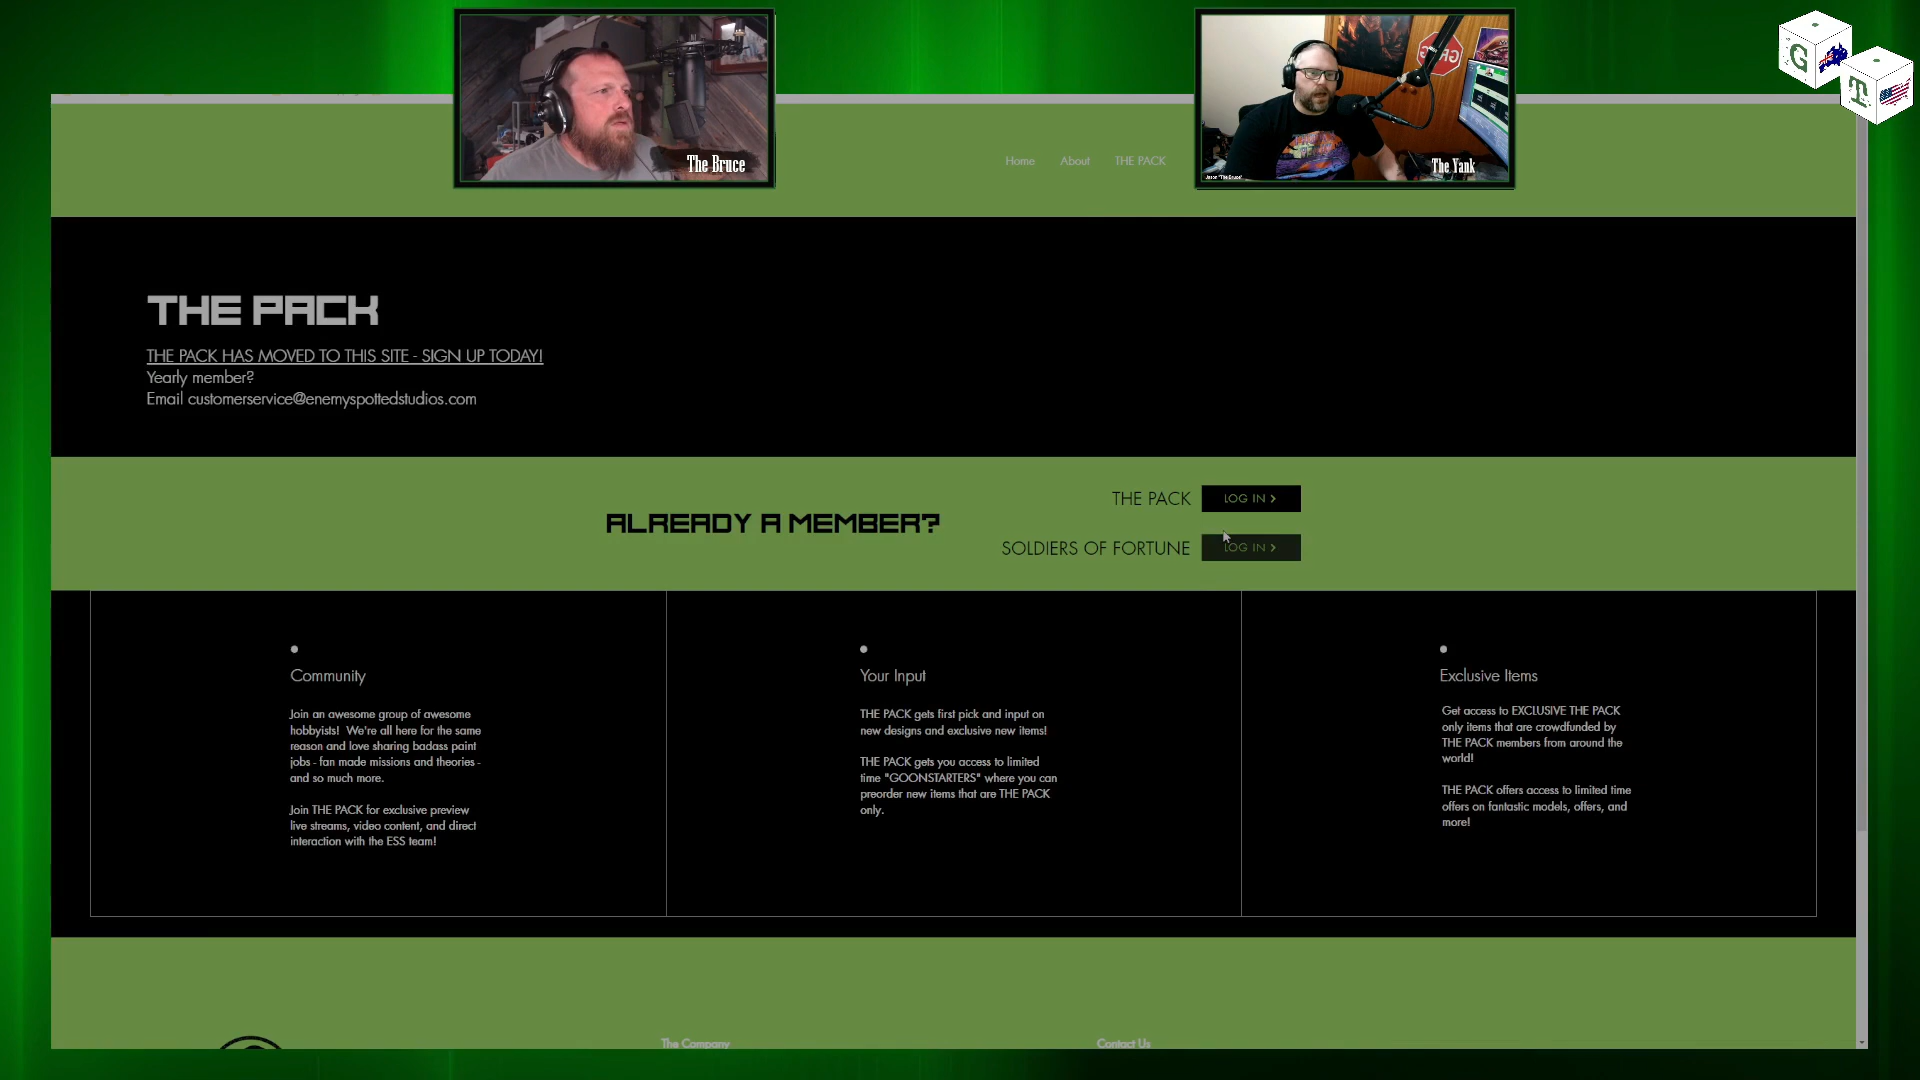 The Bruce
The Yank
G
T
Home
About
THE PACK
THE PACK
THE PACK HAS MOVED TO THIS SITE - SIGN UP TODAY!
Yearly member?
Email customerservice@enemyspottedstudios.com
ALREADY A MEMBER?
THE PACK
LOG IN >
SOLDIERS OF FORTUNE
LOG IN >
Community
Join an awesome group of awesome
hobbyists! We're all here for the same
reason and love sharing badass paint
jobs - fan made missions and theories -
and so much more.
Join THE PACK for exclusive preview
live streams, video content, and direct
interaction with the ESS team!
Your Input
THE PACK gets first pick and input on
new designs and exclusive new items!
THE PACK gets you access to limited
time "GOONSTARTERS" where you can
preorder new items that are THE PACK
only.
Exclusive Items
Get access to EXCLUSIVE THE PACK
only items that are crowdfunded by
THE PACK members from around the
world!
THE PACK offers access to limited time
offers on fantastic models, offers, and
more!
The Company
Contact Us